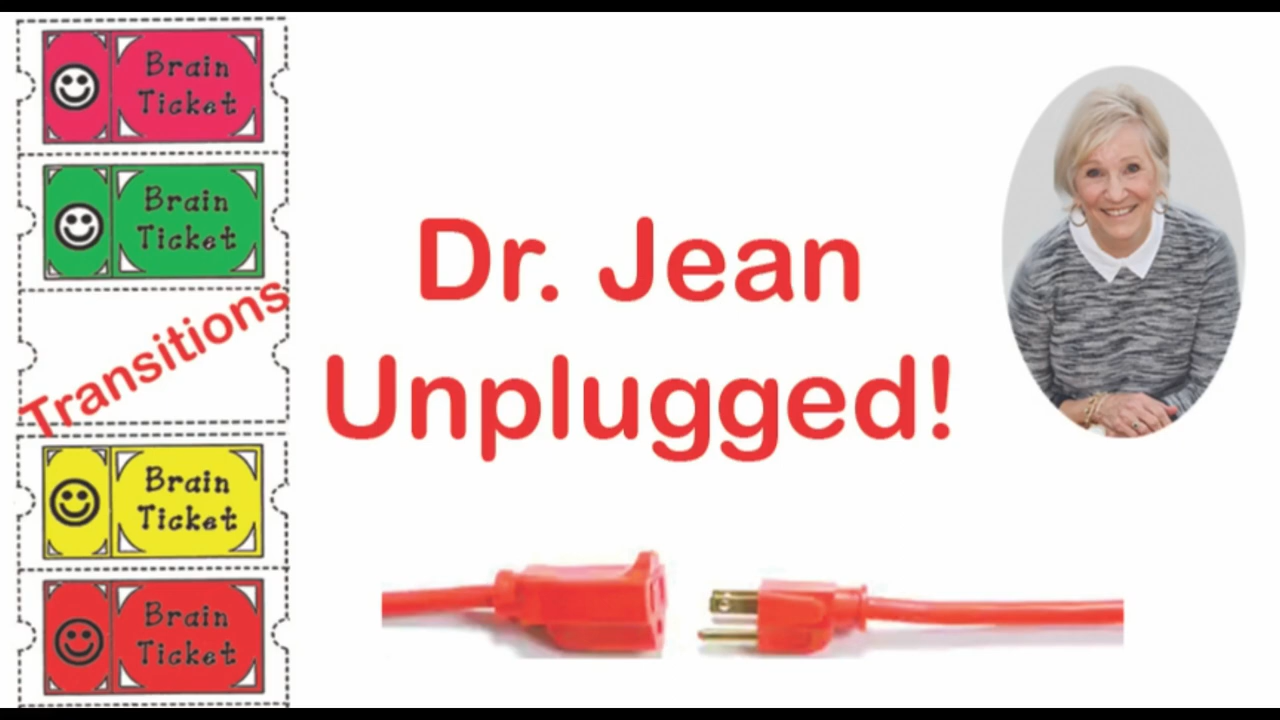 Brain
Ticket
Brain
Ticket
Transitions
Brain
Ticket
Brain
Ticket
Dr. Jean
Unplugged!